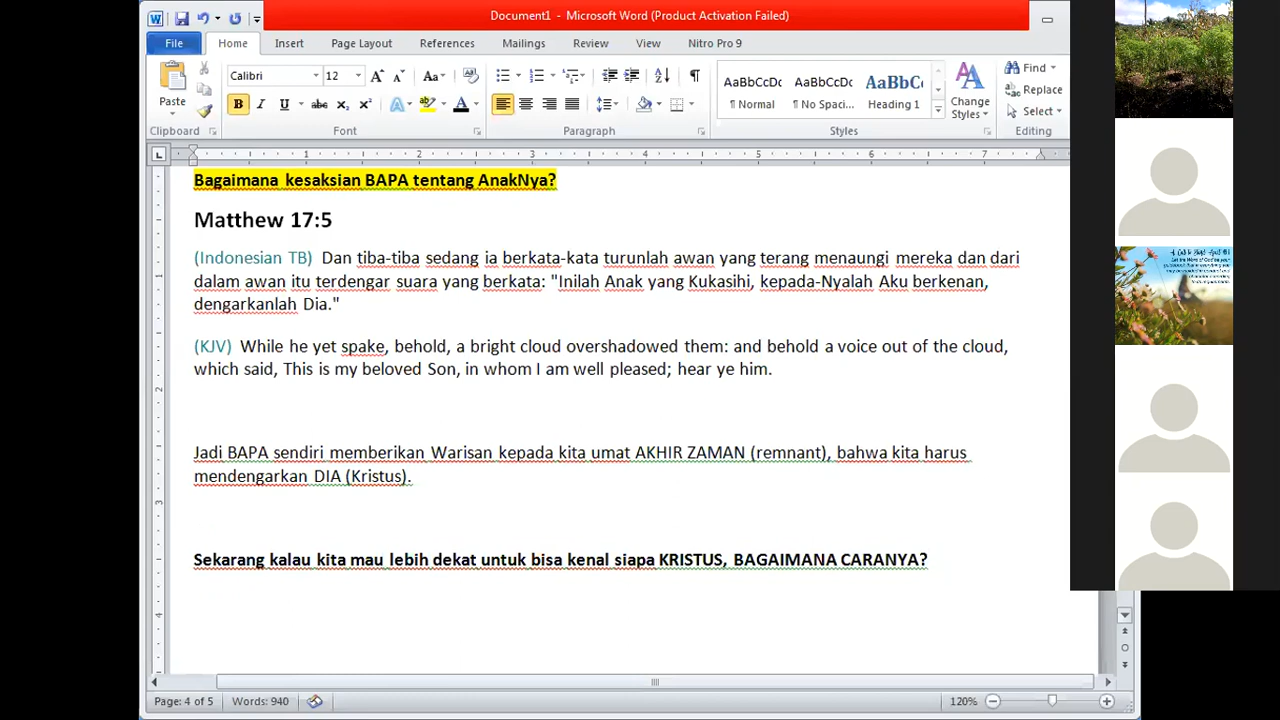 Document1 - Microsoft Word (Product Activation Failed)
File Home Insert Page Layout References Mailings Review View Nitro Pro 9
Calibri 12
Paste
Clipboard Font Paragraph Styles Editing
AaBbCcDc AaBbCcDc AaBbC
¶ Normal ¶ No Spaci... Heading 1
Change Styles
Find
Replace
Select
1 2 3 4 5 6 7
Bagaimana kesaksian BAPA tentang AnakNya?
Matthew 17:5
(Indonesian TB) Dan tiba-tiba sedang ia berkata-kata turunlah awan yang terang menaungi mereka dan dari
dalam awan itu terdengar suara yang berkata: "Inilah Anak yang Kukasihi, kepada-Nyalah Aku berkenan,
dengarkanlah Dia."
(KJV) While he yet spake, behold, a bright cloud overshadowed them: and behold a voice out of the cloud,
which said, This is my beloved Son, in whom I am well pleased; hear ye him.
Jadi BAPA sendiri memberikan Warisan kepada kita umat AKHIR ZAMAN (remnant), bahwa kita harus
mendengarkan DIA (Kristus).
Sekarang kalau kita mau lebih dekat untuk bisa kenal siapa KRISTUS, BAGAIMANA CARANYA?
Page: 4 of 5 Words: 940 120%